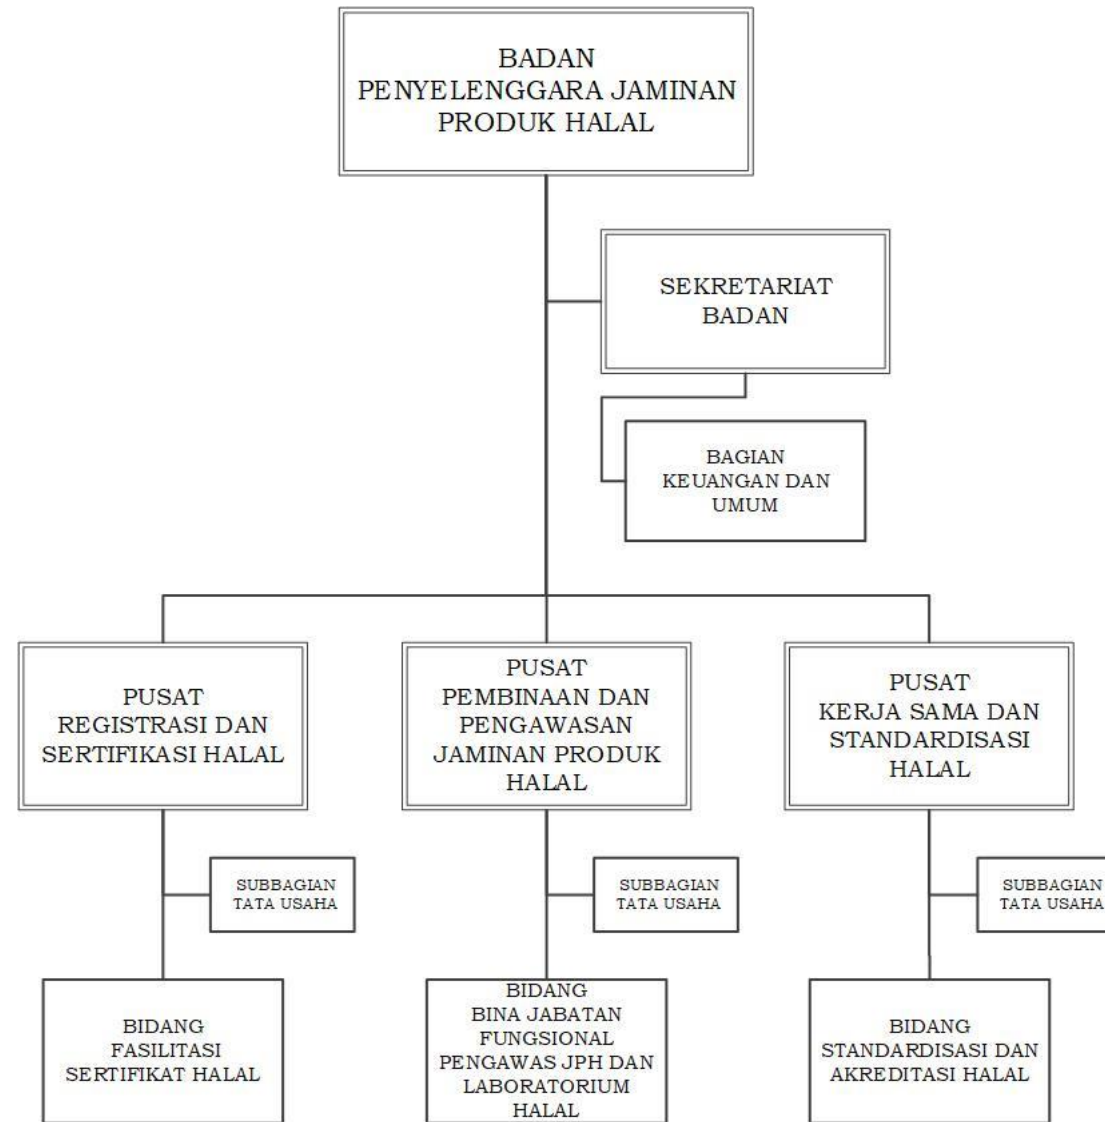 BADAN
PENYELENGGARA JAMINAN
PRODUK HALAL
SEKRETARIAT
BADAN
BAGIAN
KEUANGAN DAN
UMUM
PUSAT
REGISTRASI DAN
SERTIFIKASI HALAL
PUSAT
PEMBINAAN DAN
PENGAWASAN
JAMINAN PRODUK
HALAL
PUSAT
KERJA SAMA DAN
STANDARDISASI
HALAL
SUBBAGIAN
TATA USAHA
SUBBAGIAN
TATA USAHA
SUBBAGIAN
TATA USAHA
BIDANG
FASILITASI
SERTIFIKAT HALAL
BIDANG
BINA JABATAN
FUNGSIONAL
PENGAWAS JPH DAN
LABORATORIUM
HALAL
BIDANG
STANDARDISASI DAN
AKREDITASI HALAL